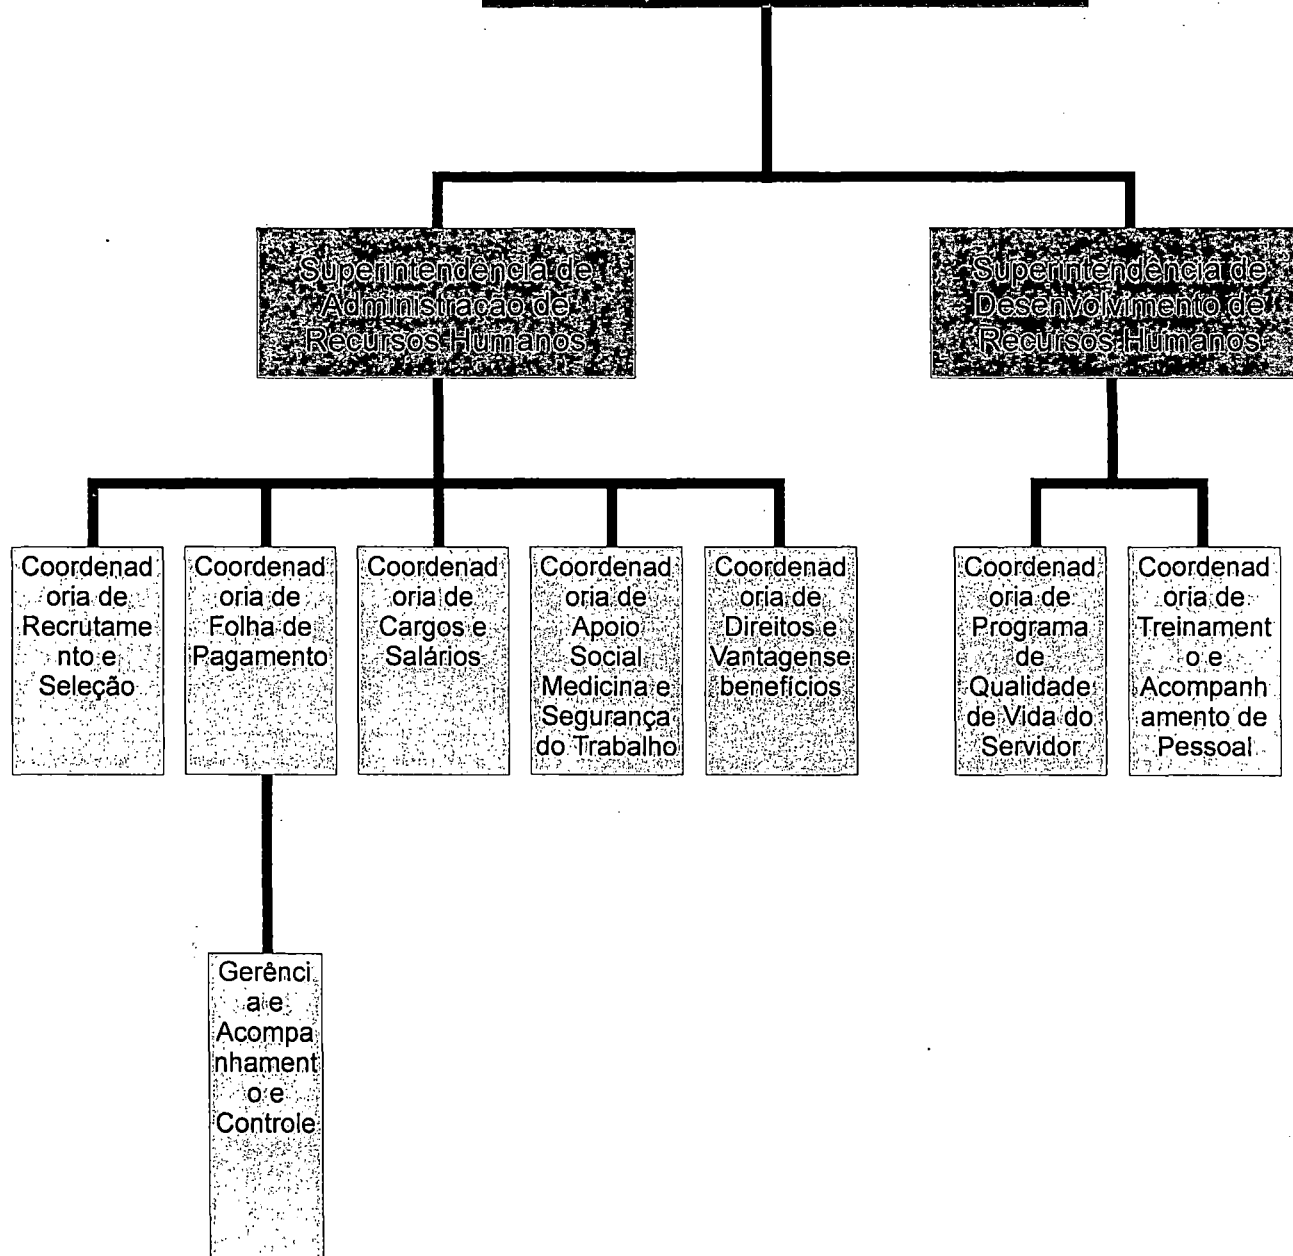 Superintendência de
Administração de
Recursos Humanos
Superintendência de
Desenvolvimento de
Recursos Humanos
Coordenad
oria de
Recrutame
nto e
Seleção
Coordenad
oria de
Folha de
Pagamento
Coordenad
oria de
Cargos e
Salários
Coordenad
oria de
Apoio
Social
Medicina e
Segurança
do Trabalho
Coordenad
oria de
Direitos e
Vantagense
benefícios
Coordenad
oria de
Programa
de
Qualidade
de Vida do
Servidor
Coordenad
oria de
Treinament
o e
Acompanh
amento de
Pessoal
Gerênci
a e
Acompa
nhament
o e
Controle